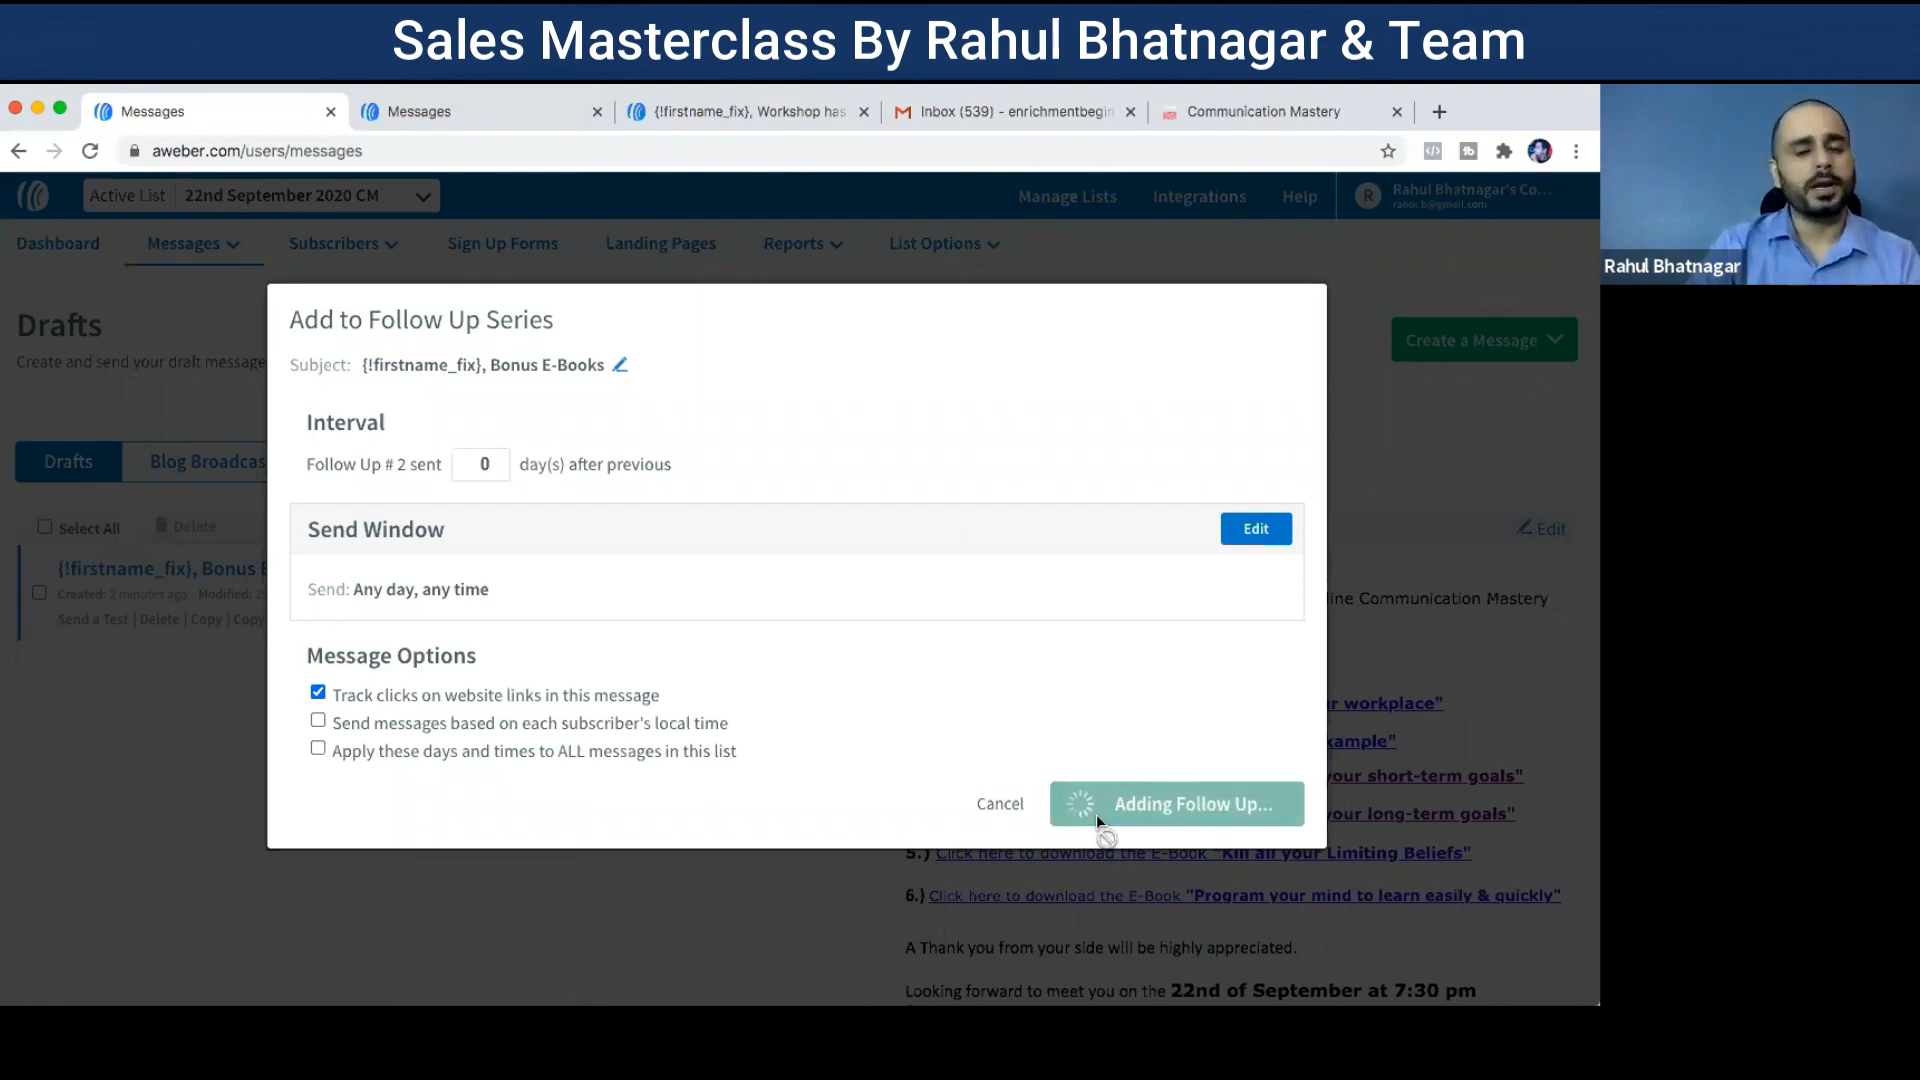 Sales Masterclass By Rahul Bhatnagar & Team
Messages
Messages
{!firstname_fix}, Workshop has
Inbox (539) - enrichmentbegin
Communication Mastery
aweber.com/users/messages
Active List 22nd September 2020 CM
Manage Lists Integrations Help
R Rahul Bhatnagar's Co...
Dashboard Messages Subscribers Sign Up Forms Landing Pages Reports List Options
Rahul Bhatnagar
Drafts
Create and send your draft message
Create a Message
Add to Follow Up Series
Subject: {!firstname_fix}, Bonus E-Books
Interval
Follow Up # 2 sent 0 day(s) after previous
Drafts Blog Broadcas
Select All Delete
Send Window Edit
Edit
{!firstname_fix}, Bonus E
Created: 2 minutes ago Modified: 2
Send a Test | Delete | Copy | Copy
Send: Any day, any time
line Communication Mastery
Message Options
Track clicks on website links in this message
Send messages based on each subscriber's local time
Apply these days and times to ALL messages in this list
Cancel Adding Follow Up...
r workplace"
xample"
your short-term goals"
your long-term goals"
5.) Click here to download the E-Book "Kill all your Limiting Beliefs"
6.) Click here to download the E-Book "Program your mind to learn easily & quickly"
A Thank you from your side will be highly appreciated.
Looking forward to meet you on the 22nd of September at 7:30 pm